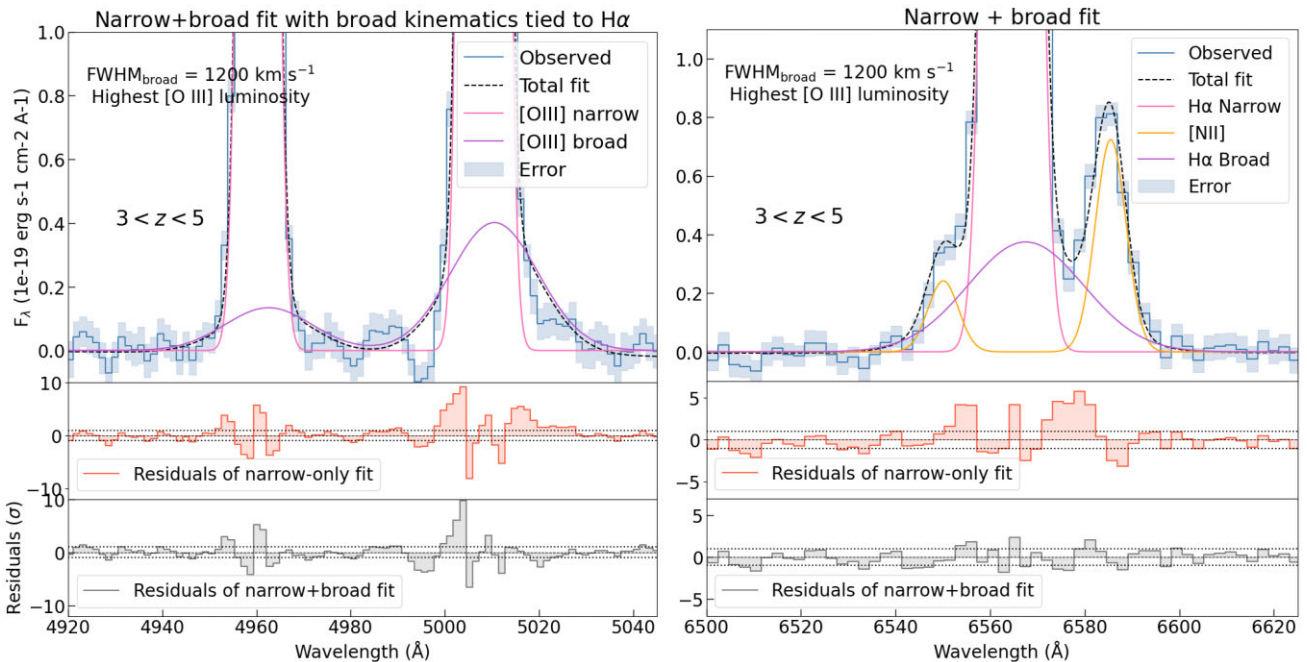 Narrow+broad fit with broad kinematics tied to Hα
FWHMbroad = 1200 km s−1
Highest [O III] luminosity
3 < z < 5
Observed
Total fit
[OIII] narrow
[OIII] broad
Error
Fλ (1e-19 erg s-1 cm-2 A-1)
1.0
0.8
0.6
0.4
0.2
0.0
10
0
−10
Residuals of narrow-only fit
10
0
−10
Residuals of narrow+broad fit
Residuals (σ)
4920 4940 4960 4980 5000 5020 5040
Wavelength (Å)
Narrow + broad fit
FWHMbroad = 1200 km s−1
Highest [O III] luminosity
3 < z < 5
Observed
Total fit
Hα Narrow
[NII]
Hα Broad
Error
1.0
0.8
0.6
0.4
0.2
0.0
5
0
−5
Residuals of narrow-only fit
5
0
−5
Residuals of narrow+broad fit
6500 6520 6540 6560 6580 6600 6620
Wavelength (Å)